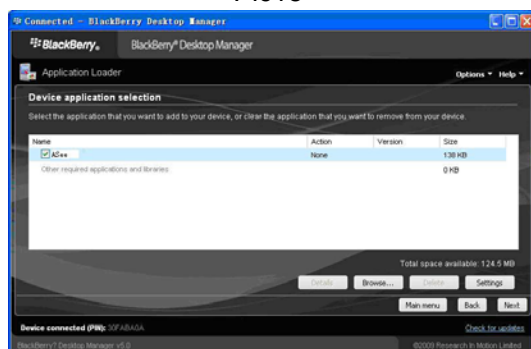 Connected - BlackBerry Desktop Manager
BlackBerry. BlackBerry® Desktop Manager
Application Loader Options Help
Device application selection
Select the application that you want to add to your device, or clear the application that you want to remove from your device.
Name Action Version Size
None 138 KB
Other required applications and libraries 0 KB
Total space available: 124.5 MB
Details Browse... Delete Settings
Main menu Back Next
Device connected (PIN): Check for updates
BlackBerry? Desktop Manager v5.0 ©2009 Research In Motion Limited